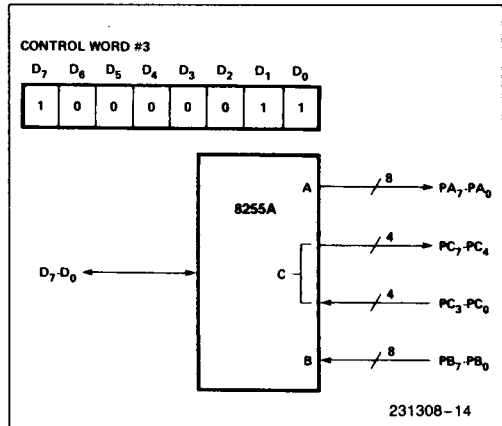 CONTROL WORD #3
D7 D6 D5 D4 D3 D2 D1 D0
1 0 0 0 0 0 1 1
A 8 PA7-PA0
8255A
4 PC7-PC4
D7-D0 C
4 PC3-PC0
B 8 PB7-PB0
231308-14